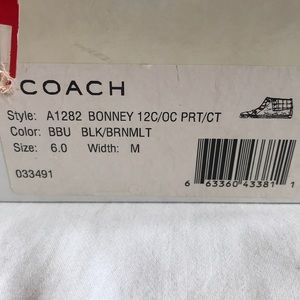 COACH
Style: A1282 BONNEY 12C/OC PRT/CT
Color: BBU BLK/BRNMLT
Size: 6.0 Width: M
033491
6 63360 43381 1